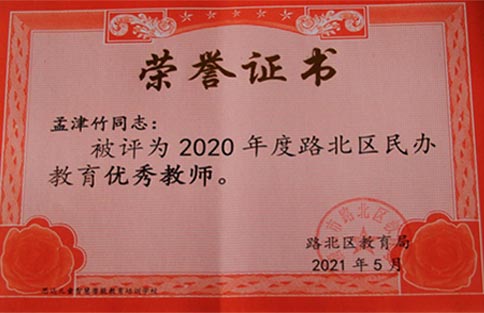 荣誉证书
孟津竹同志：
被评为2020年度路北区民办
教育优秀教师。
路北区教育局
2021年5月